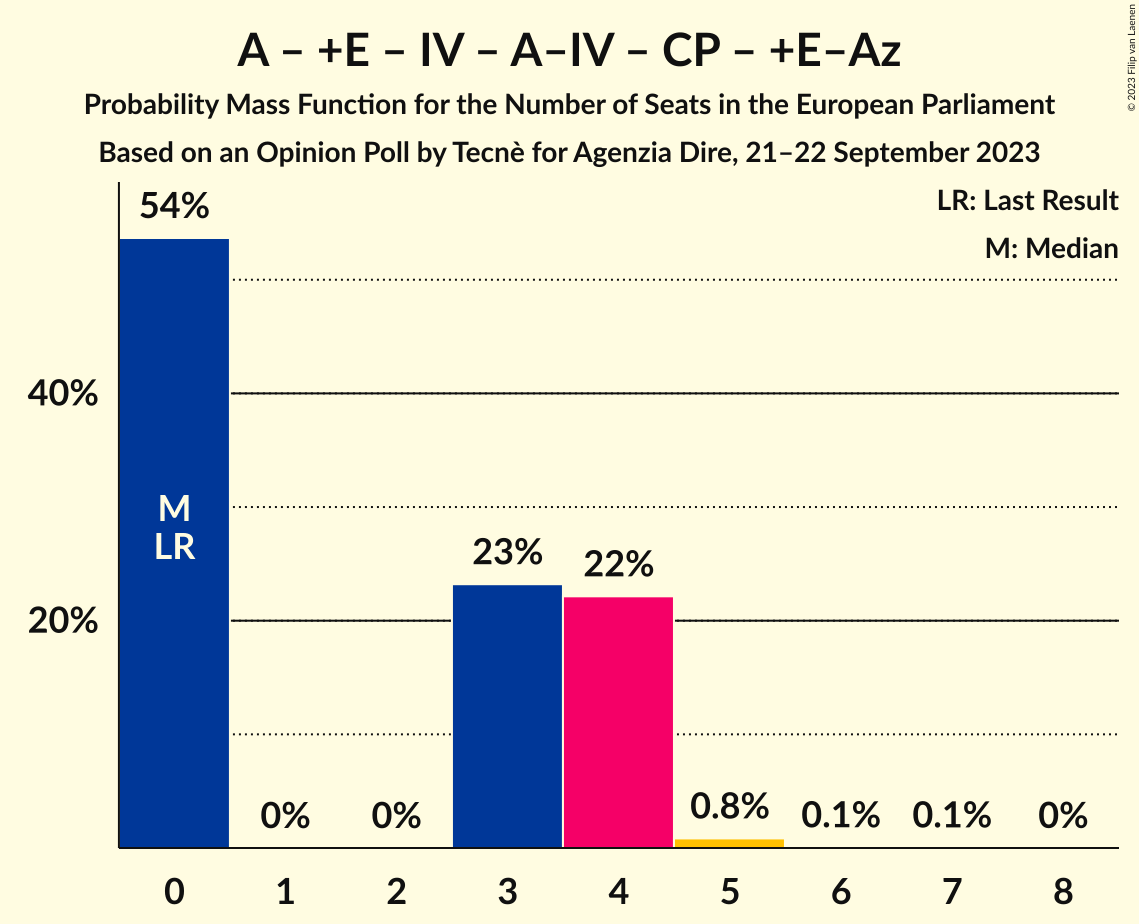 A – +E – IV – A–IV – CP – +E–Az
Probability Mass Function for the Number of Seats in the European Parliament
Based on an Opinion Poll by Tecnè for Agenzia Dire, 21–22 September 2023
© 2023 Filip van Laenen
LR: Last Result
M: Median
54%
40%
20%
M
LR
0%
0%
23%
22%
0.8%
0.1%
0.1%
0%
0
1
2
3
4
5
6
7
8